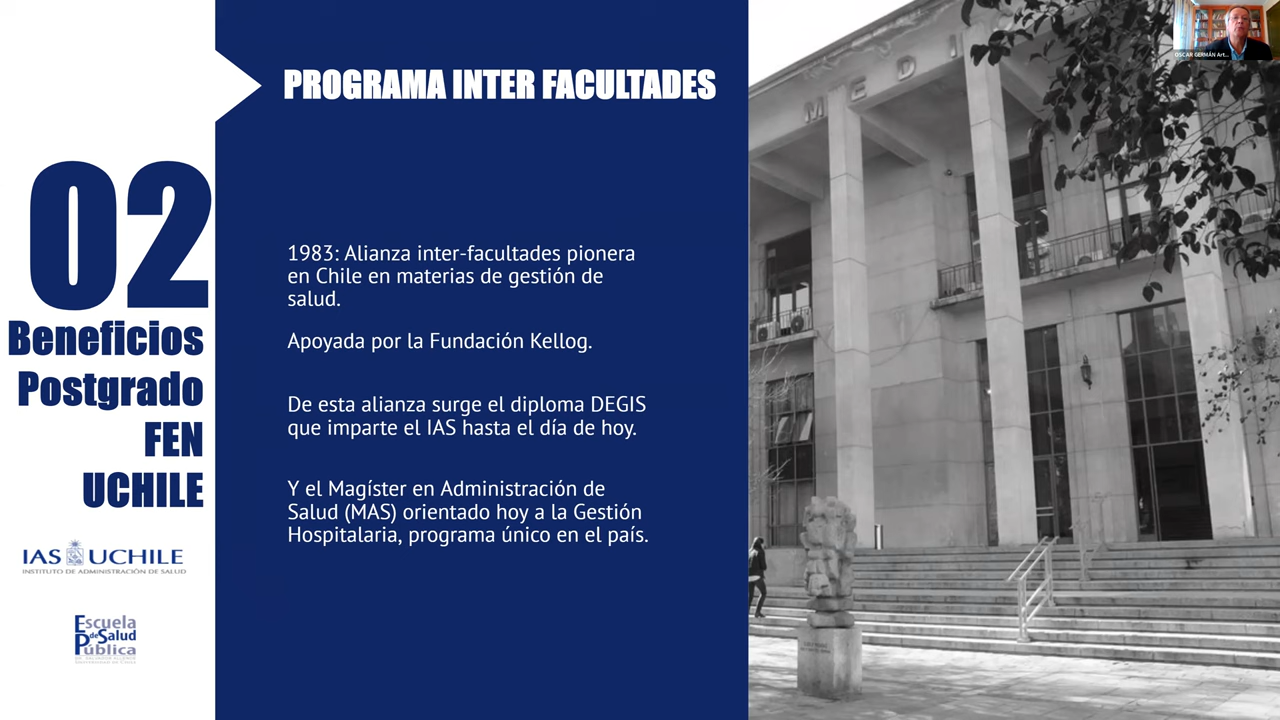 PROGRAMA INTER FACULTADES
02
Beneficios
Postgrado
FEN
UCHILE
IAS UCHILE
INSTITUTO DE ADMINISTRACIÓN DE SALUD
Escuela
de Salud
Pública
1983: Alianza inter-facultades pionera
en Chile en materias de gestión de
salud.
Apoyada por la Fundación Kellog.
De esta alianza surge el diploma DEGIS
que imparte el IAS hasta el día de hoy.
Y el Magíster en Administración de
Salud (MAS) orientado hoy a la Gestión
Hospitalaria, programa único en el país.
MEDI
OSCAR GERMÁN Art...